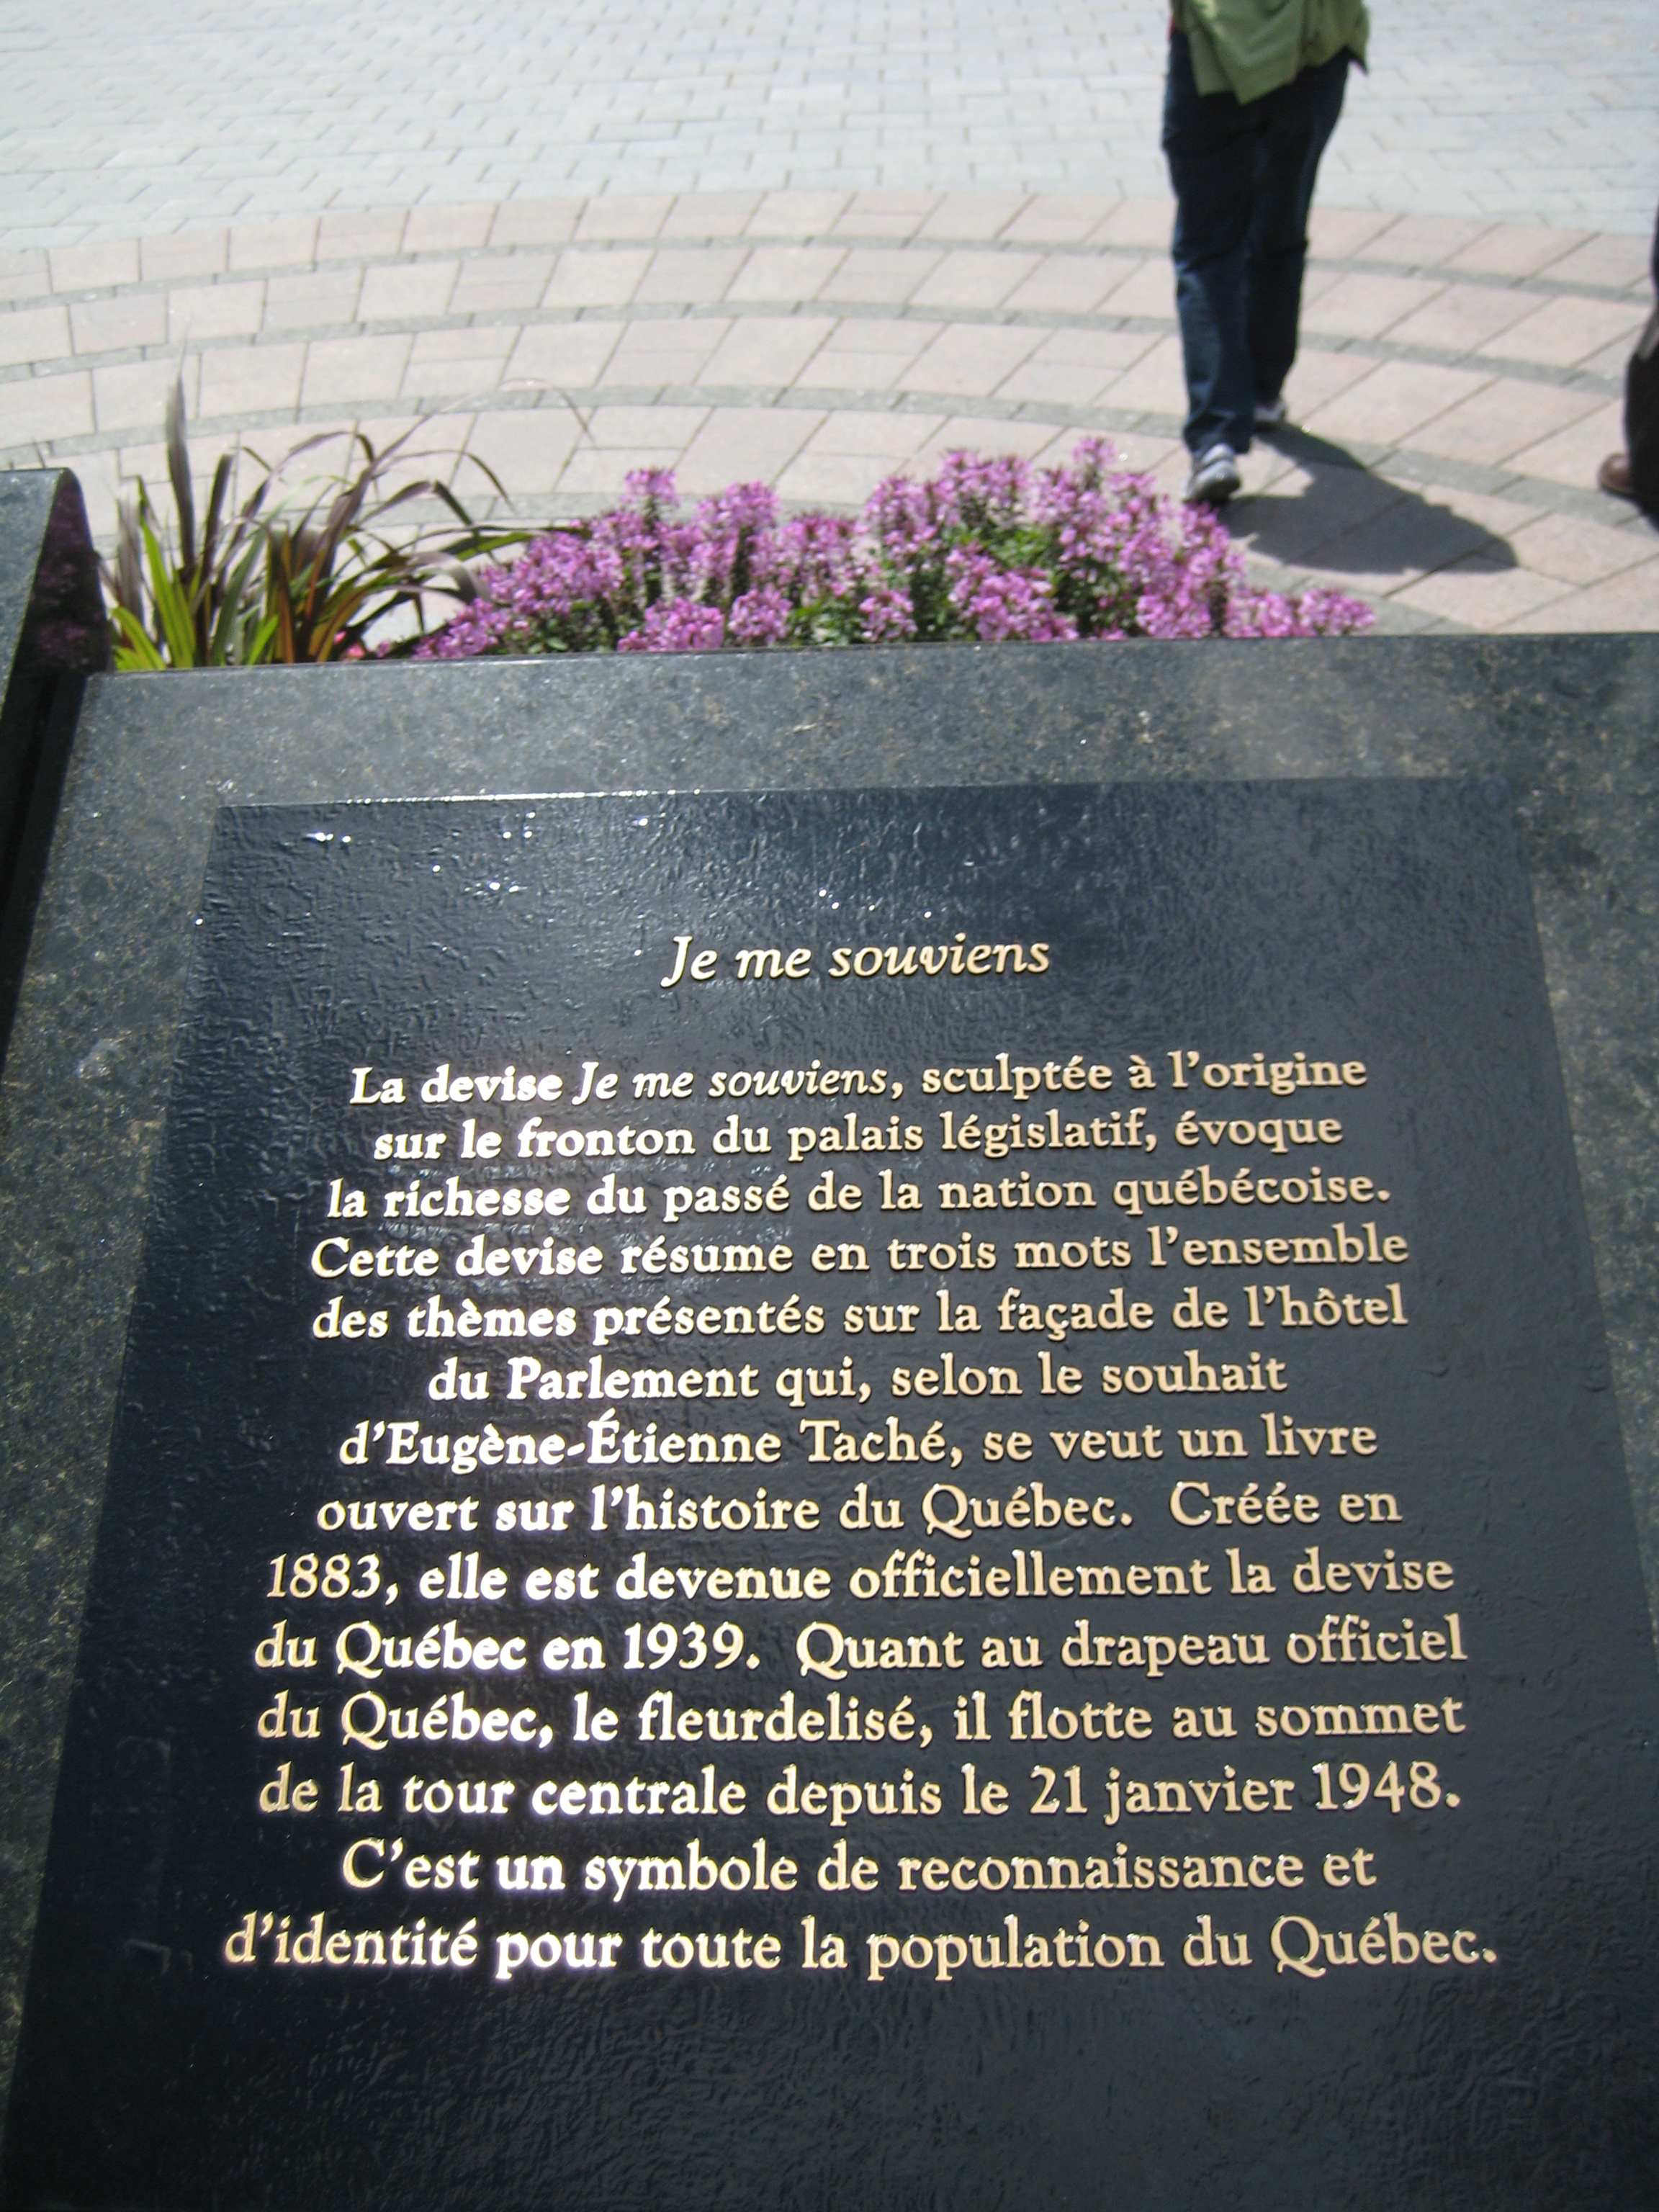 Je me souviens
La devise Je me souviens, sculptée à l'origine
sur le fronton du palais législatif, évoque
la richesse du passé de la nation québécoise.
Cette devise résume en trois mots l'ensemble
des thèmes présentés sur la façade de l'hôtel
du Parlement qui, selon le souhait
d'Eugène-Étienne Taché, se veut un livre
ouvert sur l'histoire du Québec. Créée en
1883, elle est devenue officiellement la devise
du Québec en 1939. Quant au drapeau officiel
du Québec, le fleurdelisé, il flotte au sommet
de la tour centrale depuis le 21 janvier 1948.
C'est un symbole de reconnaissance et
d'identité pour toute la population du Québec.